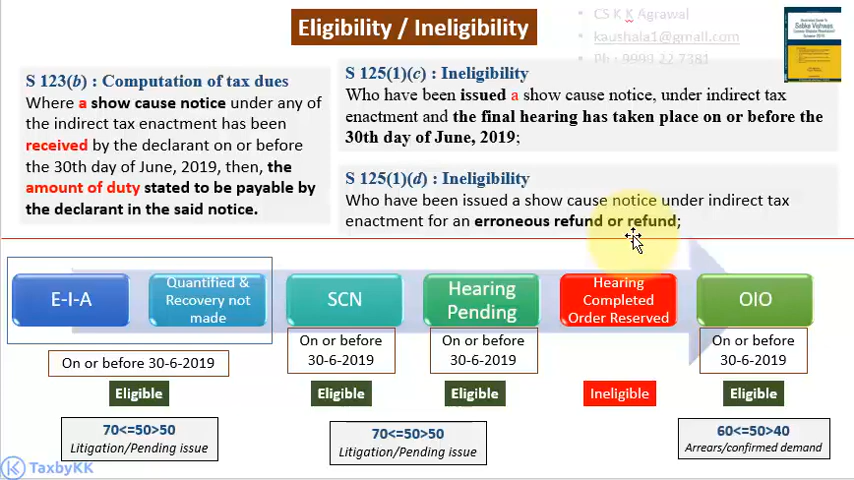 Eligibility / Ineligibility
• CS K K Agrawal
• kaushala1@gmall.com
• Ph: 9999 22 7381
S 123(b) : Computation of tax dues
Where a show cause notice under any of
the indirect tax enactment has been
received by the declarant on or before
the 30th day of June, 2019, then, the
amount of duty stated to be payable by
the declarant in the said notice.
S 125(1)(c) : Ineligibility
Who have been issued a show cause notice, under indirect tax
enactment and the final hearing has taken place on or before the
30th day of June, 2019;
S 125(1)(d) : Ineligibility
Who have been issued a show cause notice under indirect tax
enactment for an erroneous refund or refund;
E-I-A
Quantified &
Recovery not
made
SCN
Hearing
Pending
Hearing
Completed
Order Reserved
OIO
On or before 30-6-2019
On or before
30-6-2019
On or before
30-6-2019
On or before
30-6-2019
Eligible
Eligible
Eligible
Ineligible
Eligible
70<=50>50
Litigation/Pending issue
70<=50>50
Litigation/Pending issue
60<=50>40
Arrears/confirmed demand
TaxbyKK